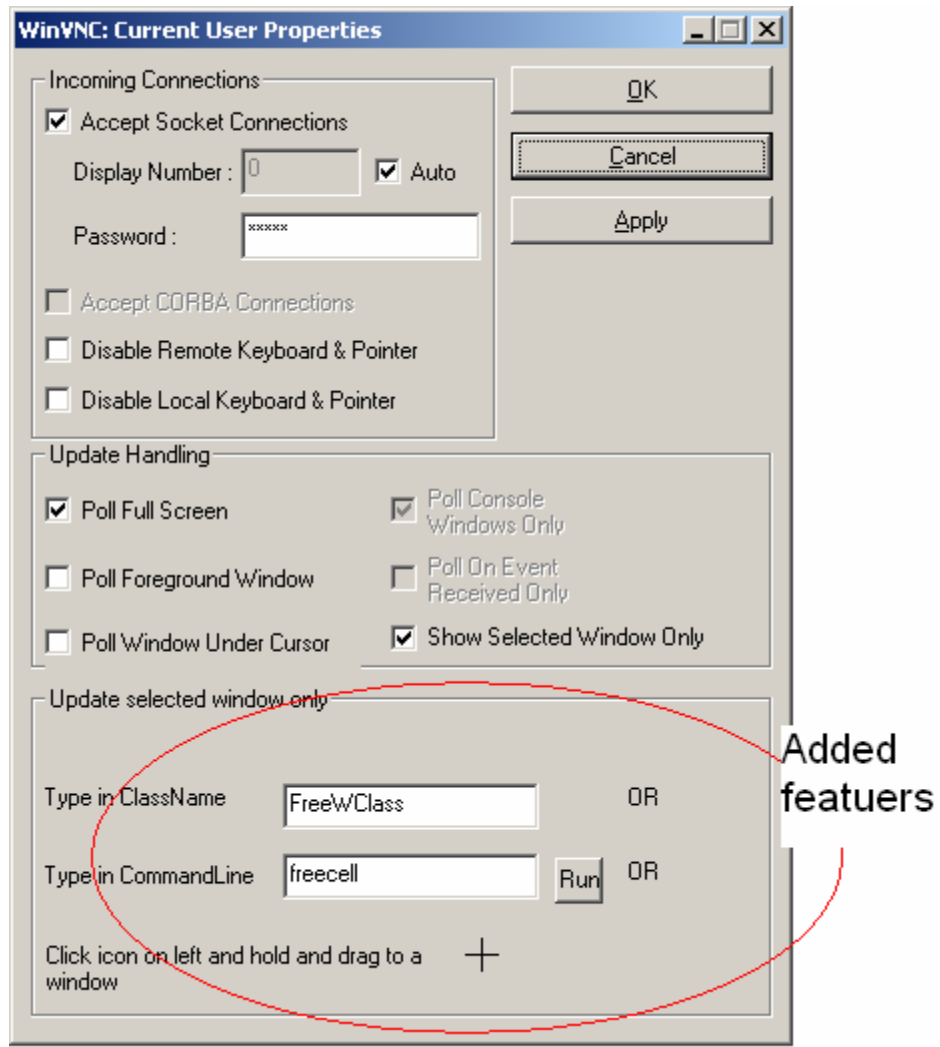 WinVNC: Current User Properties
Incoming Connections
OK
Accept Socket Connections
Display Number : 0 Auto
Cancel
Password : *****
Apply
Accept CORBA Connections
Disable Remote Keyboard & Pointer
Disable Local Keyboard & Pointer
Update Handling
Poll Full Screen
Poll Console
Windows Only
Poll Foreground Window
Poll On Event
Received Only
Poll Window Under Cursor
Show Selected Window Only
Update selected window only
Added
featuers
Type in ClassName FreeWClass OR
Type in CommandLine freecell Run OR
Click icon on left and hold and drag to a
window